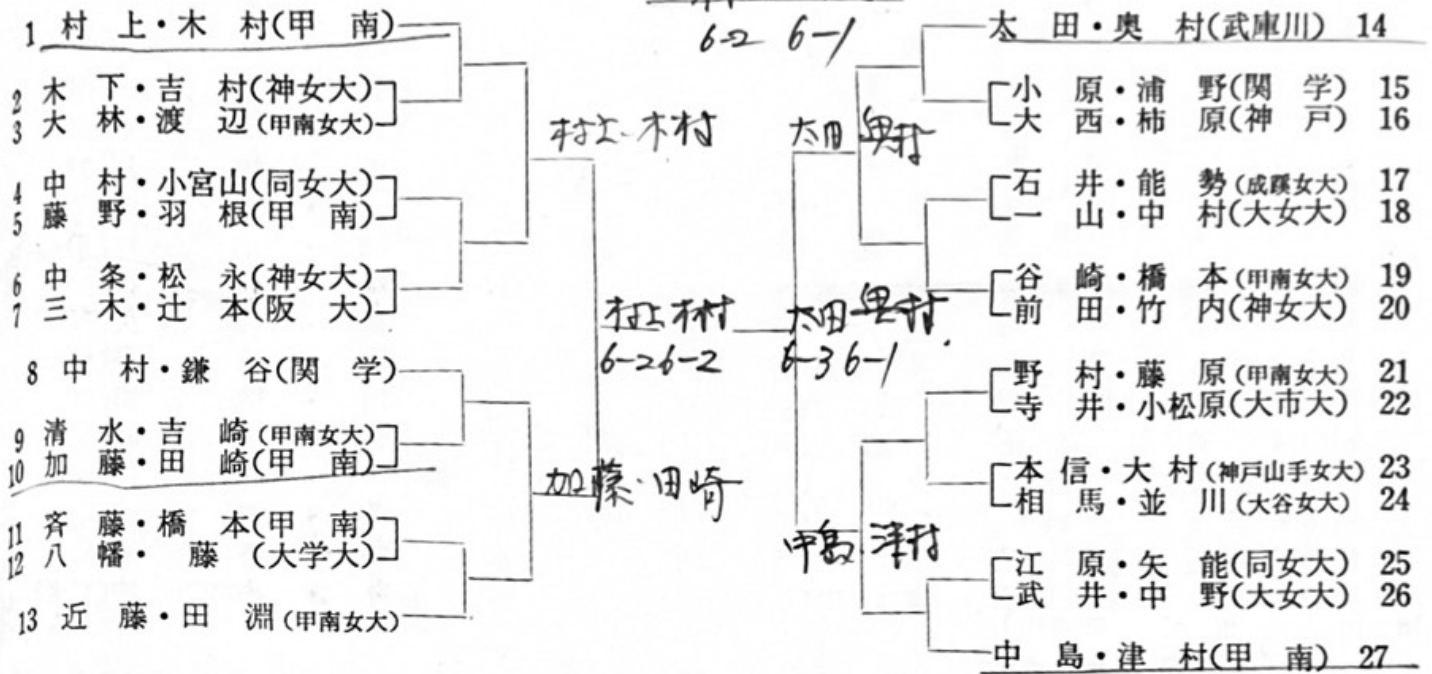 6-2 6-1
1 村上・木村(甲南)
2 木下・吉村(神女大)
3 大林・渡辺(甲南女大)
4 中村・小宮山(同女大)
5 藤野・羽根(甲南)
6 中条・松永(神女大)
7 三木・辻本(阪大)
8 中村・鎌谷(関学)
9 清水・吉崎(甲南女大)
10 加藤・田崎(甲南)
11 斉藤・橋本(甲南)
12 八幡・藤(大学大)
13 近藤・田淵(甲南女大)
村上・木村
村上木村
6-2 6-2
加藤・田崎
太田 奥村
太田 奥村
6-3 6-1
中島 津村
太田・奥村(武庫川) 14
小原・浦野(関学) 15
大西・柿原(神戸) 16
石井・能勢(成蹊女大) 17
一山・中村(大女大) 18
谷崎・橋本(甲南女大) 19
前田・竹内(神女大) 20
野村・藤原(甲南女大) 21
寺井・小松原(大市大) 22
本信・大村(神戸山手女大) 23
相馬・並川(大谷女大) 24
江原・矢能(同女大) 25
武井・中野(大女大) 26
中島・津村(甲南) 27